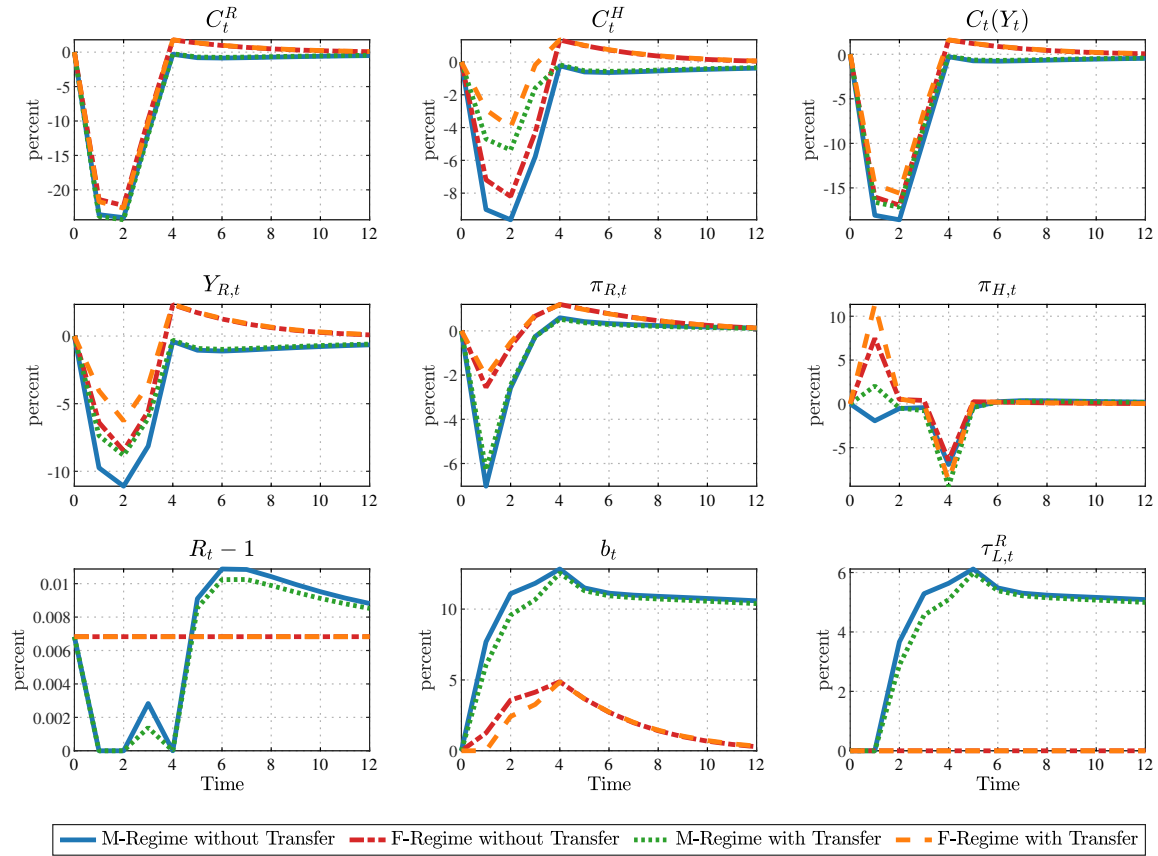 C_t^R C_t^H C_t(Y_t)
percent percent percent
0 -5 -10 -15 -20
0 -2 -4 -6 -8
0 -5 -10 -15
0 2 4 6 8 10 12 0 2 4 6 8 10 12 0 2 4 6 8 10 12
Y_{R,t} π_{R,t} π_{H,t}
percent percent percent
0 -5 -10
0 -2 -4 -6
10 5 0 -5
0 2 4 6 8 10 12 0 2 4 6 8 10 12 0 2 4 6 8 10 12
R_t − 1 b_t τ_{L,t}^R
percent percent percent
0.01 0.008 0.006 0.004 0.002 0
10 5 0
6 4 2 0
0 2 4 6 8 10 12 0 2 4 6 8 10 12 0 2 4 6 8 10 12
Time Time Time
M-Regime without Transfer F-Regime without Transfer M-Regime with Transfer F-Regime with Transfer